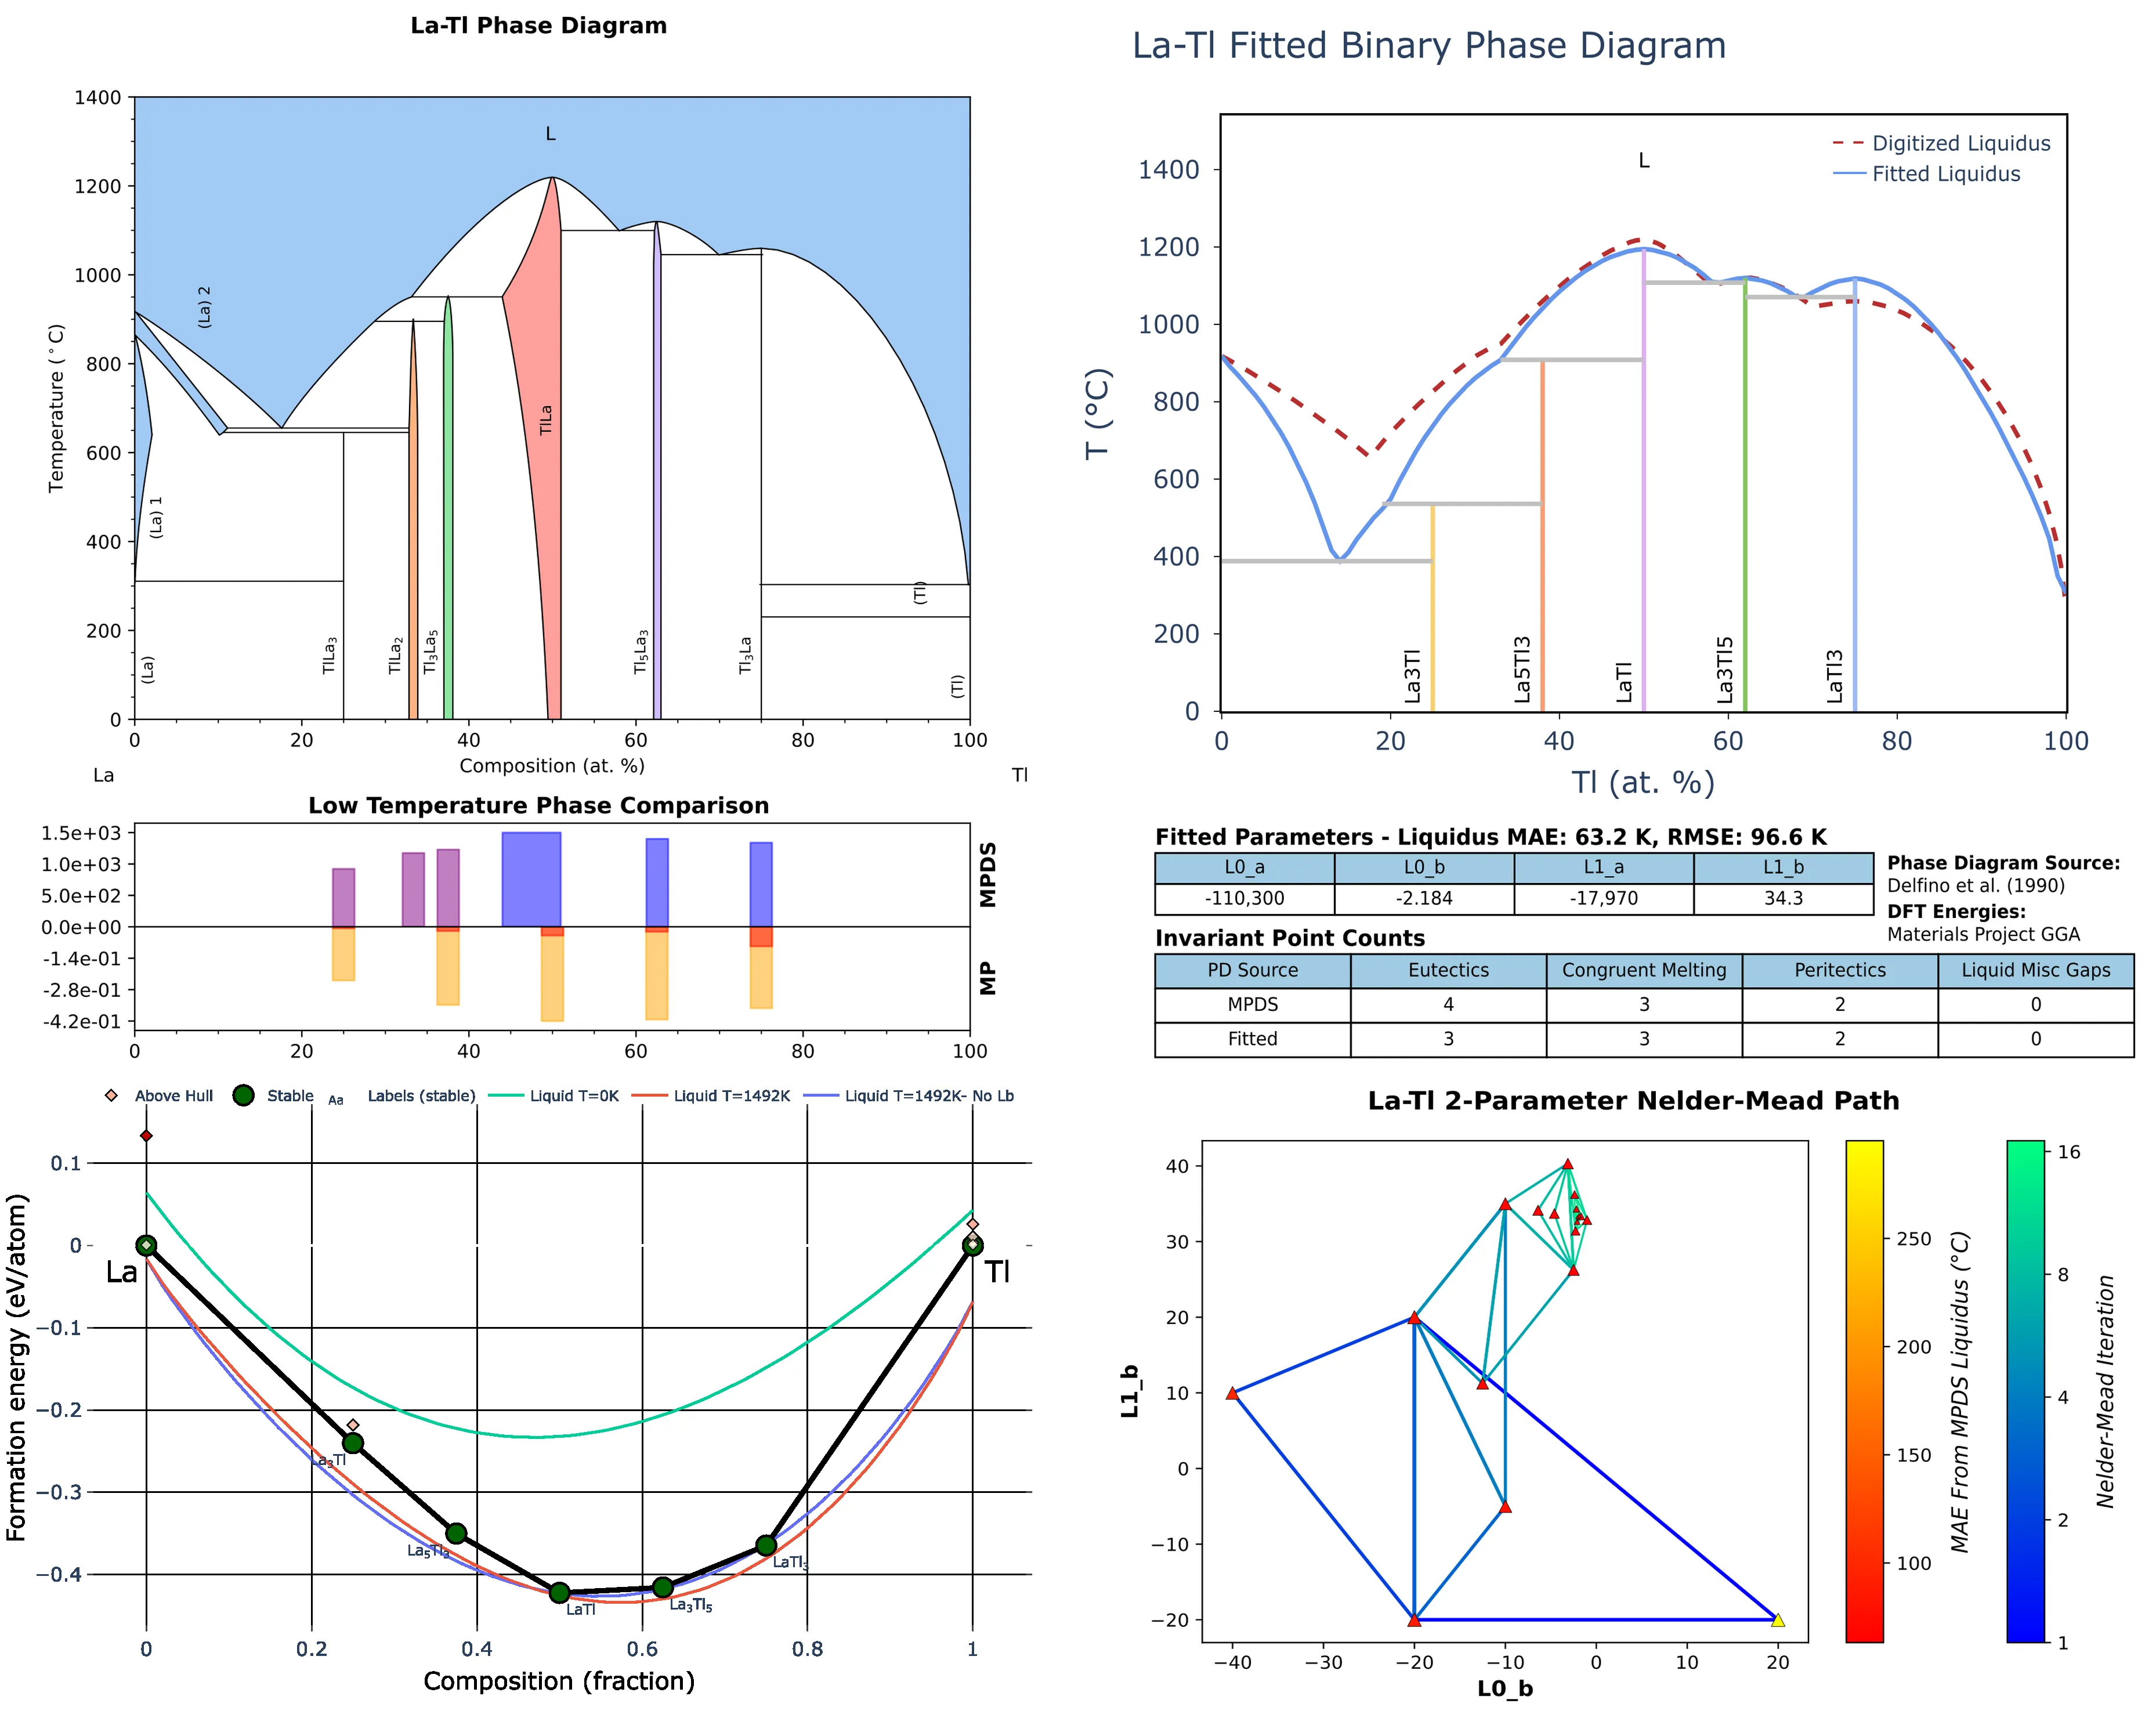 La-Tl Phase Diagram
1400
1200
1000
800
600
400
200
0
Temperature (°C)
L
(La) 2
(La) 1
(La)
TlLa₃
TlLa₂
Tl₃La₅
TlLa
Tl₅La₃
Tl₃La
(Tl)
(Tl)
0 20 40 60 80 100
Composition (at. %)
La Tl
La-Tl Fitted Binary Phase Diagram
Digitized Liquidus
Fitted Liquidus
L
1400
1200
1000
800
600
400
200
0
T (°C)
La3Tl
La5Tl3
LaTl
La3Tl5
LaTl3
0 20 40 60 80 100
Tl (at. %)
Low Temperature Phase Comparison
1.5e+03
1.0e+03
5.0e+02
0.0e+00
-1.4e-01
-2.8e-01
-4.2e-01
MPDS
MP
0 20 40 60 80 100
Fitted Parameters - Liquidus MAE: 63.2 K, RMSE: 96.6 K
L0_a L0_b L1_a L1_b
-110,300 -2.184 -17,970 34.3
Phase Diagram Source:
Delfino et al. (1990)
DFT Energies:
Materials Project GGA
Invariant Point Counts
PD Source Eutectics Congruent Melting Peritectics Liquid Misc Gaps
MPDS 4 3 2 0
Fitted 3 3 2 0
Above Hull Stable Aa Labels (stable) Liquid T=0K Liquid T=1492K Liquid T=1492K- No Lb
0.1
0
−0.1
−0.2
−0.3
−0.4
Formation energy (eV/atom)
La
Tl
La₃Tl
La₅Tl₃
LaTl
La₃Tl₅
LaTl₃
0 0.2 0.4 0.6 0.8 1
Composition (fraction)
La-Tl 2-Parameter Nelder-Mead Path
40
30
20
10
0
−10
−20
L1_b
−40 −30 −20 −10 0 10 20
L0_b
250
200
150
100
MAE From MPDS Liquidus (°C)
16
8
4
2
1
Nelder-Mead Iteration